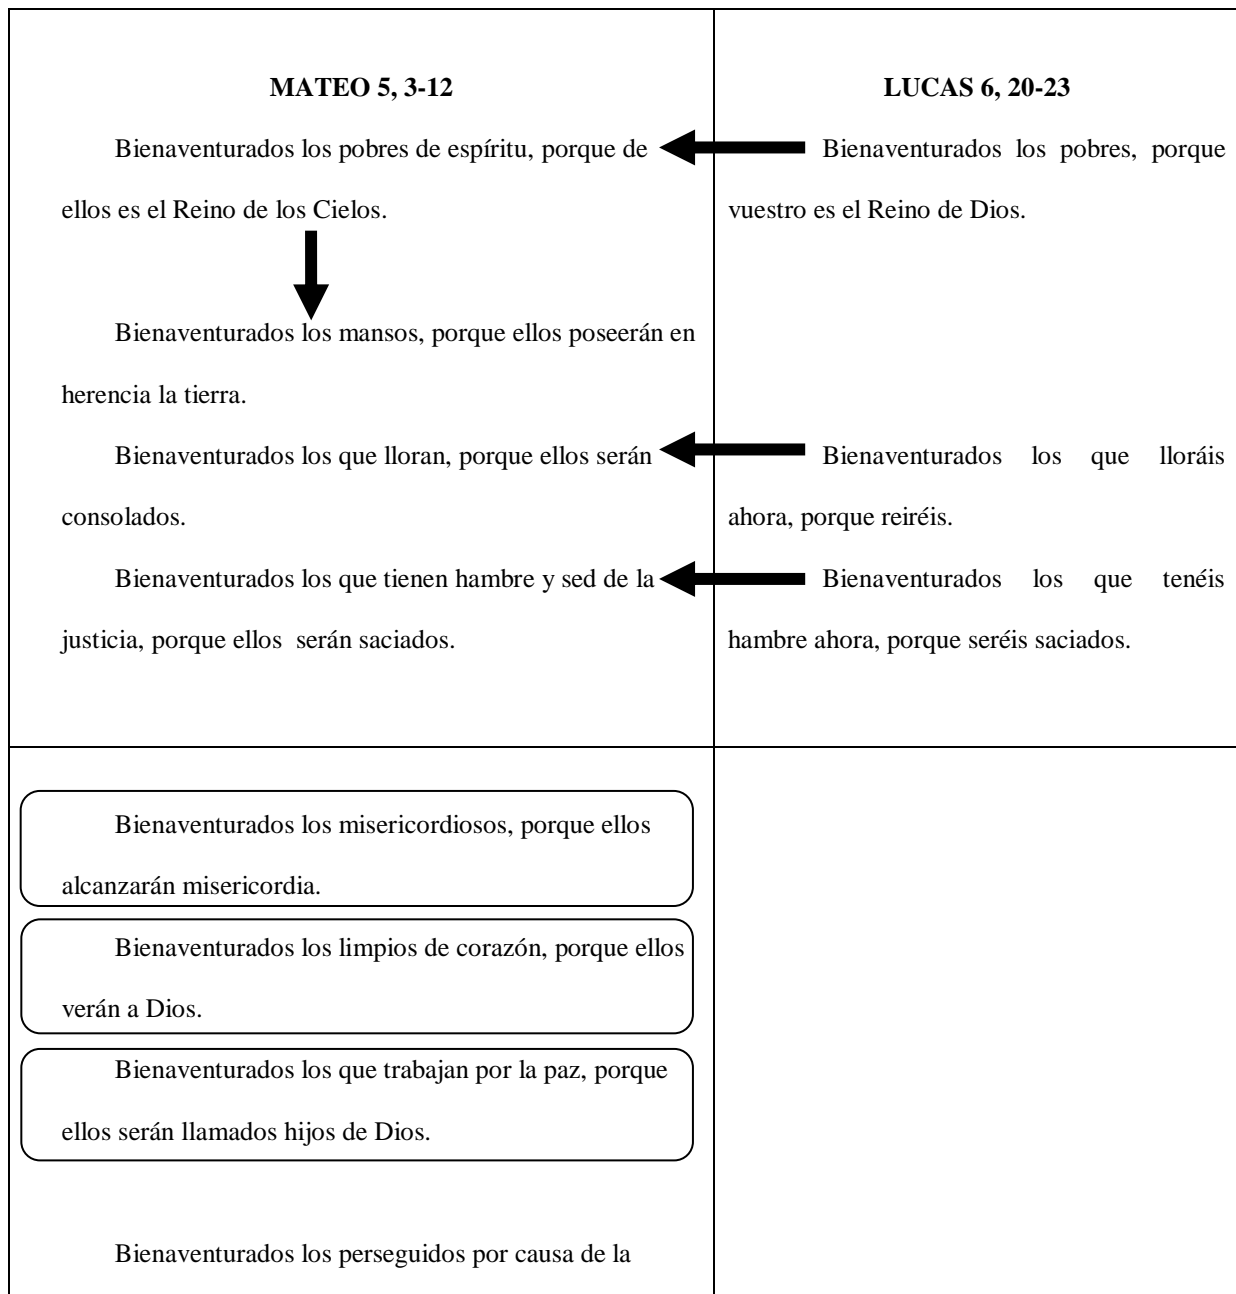 MATEO 5, 3-12
Bienaventurados los pobres de espíritu, porque de
ellos es el Reino de los Cielos.
Bienaventurados los mansos, porque ellos poseerán en
herencia la tierra.
Bienaventurados los que lloran, porque ellos serán
consolados.
Bienaventurados los que tienen hambre y sed de la
justicia, porque ellos serán saciados.
LUCAS 6, 20-23
Bienaventurados los pobres, porque
vuestro es el Reino de Dios.
Bienaventurados los que lloráis
ahora, porque reiréis.
Bienaventurados los que tenéis
hambre ahora, porque seréis saciados.
Bienaventurados los misericordiosos, porque ellos
alcanzarán misericordia.
Bienaventurados los limpios de corazón, porque ellos
verán a Dios.
Bienaventurados los que trabajan por la paz, porque
ellos serán llamados hijos de Dios.
Bienaventurados los perseguidos por causa de la